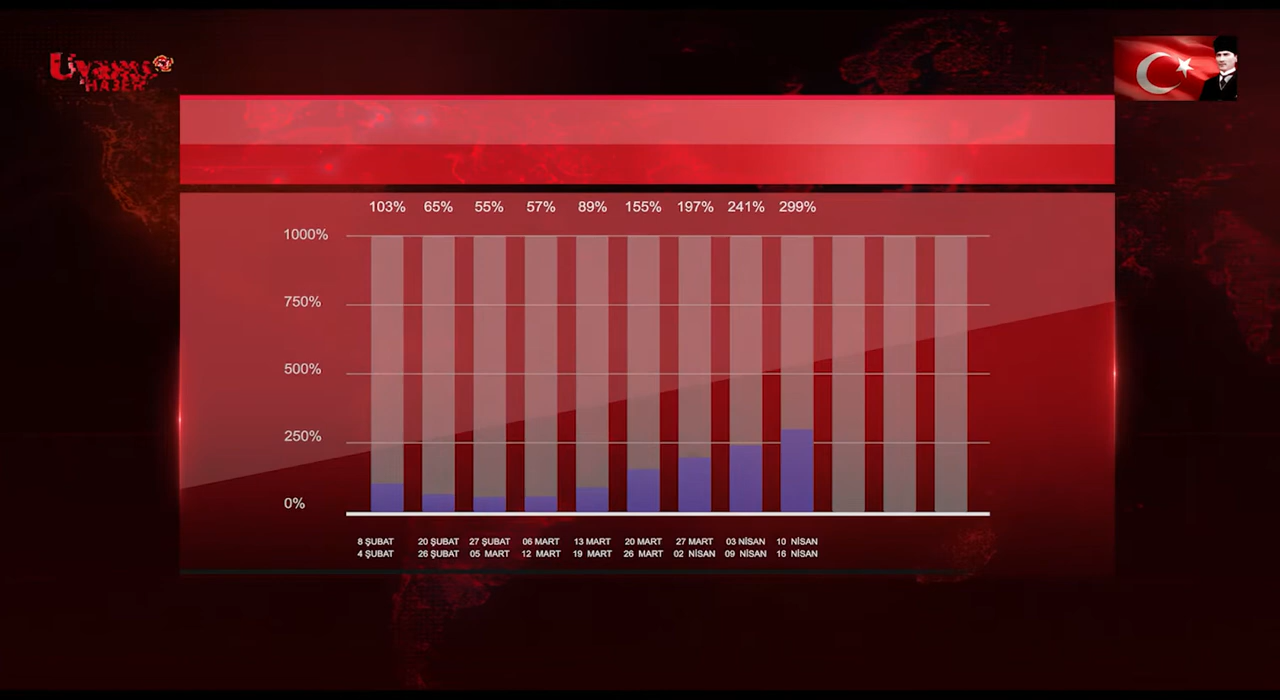 HABER
103% 65% 55% 57% 89% 155% 197% 241% 299%
1000%
750%
500%
250%
0%
8 ŞUBAT 20 ŞUBAT 27 ŞUBAT 06 MART 13 MART 20 MART 27 MART 03 NİSAN 10 NİSAN
4 ŞUBAT 26 ŞUBAT 05 MART 12 MART 19 MART 26 MART 02 NİSAN 09 NİSAN 16 NİSAN